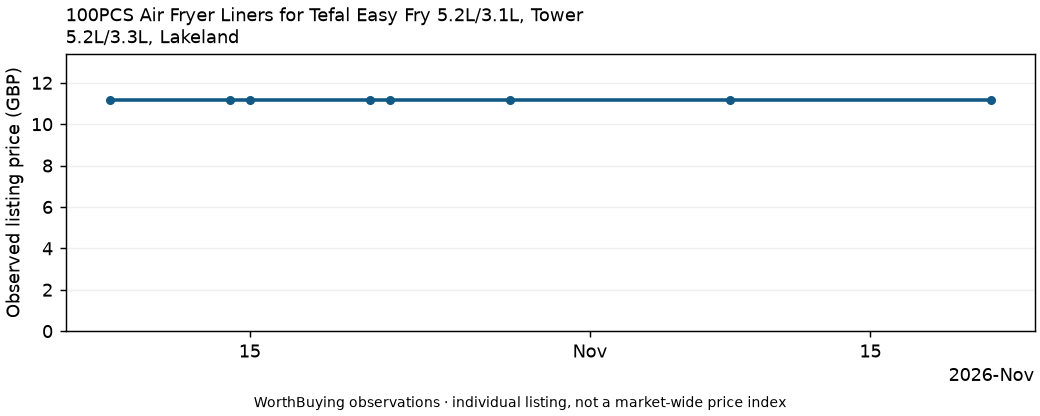 100PCS Air Fryer Liners for Tefal Easy Fry 5.2L/3.1L, Tower
5.2L/3.3L, Lakeland
Observed listing price (GBP)
12
10
8
6
4
2
0
15
Nov
15
2026-Nov
WorthBuying observations · individual listing, not a market-wide price index